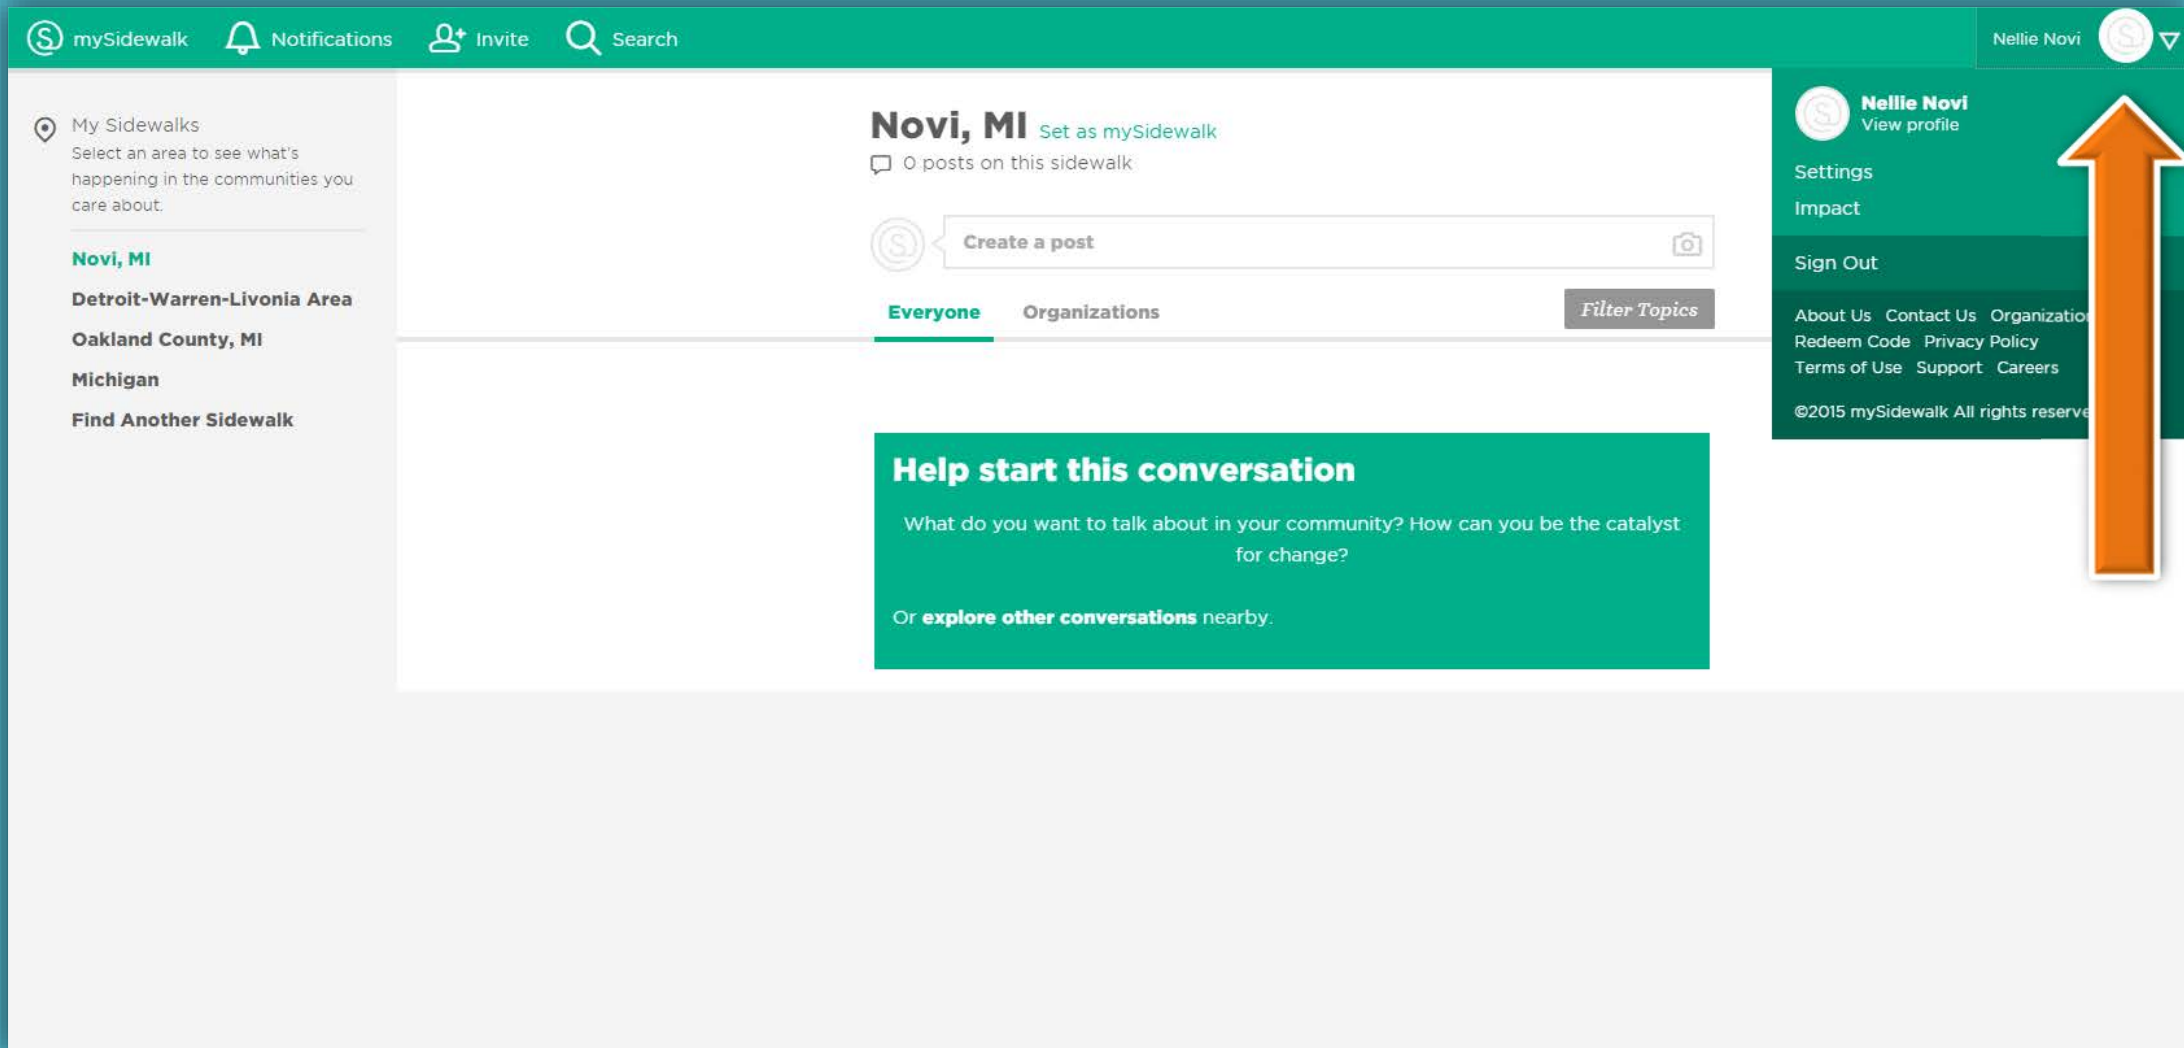 mySidewalk Notifications Invite Search Nellie Novi
My Sidewalks
Select an area to see what's
happening in the communities you
care about.
Novi, MI
Detroit-Warren-Livonia Area
Oakland County, MI
Michigan
Find Another Sidewalk
Novi, MI Set as mySidewalk
0 posts on this sidewalk
Create a post
Everyone Organizations Filter Topics
Help start this conversation
What do you want to talk about in your community? How can you be the catalyst
for change?
Or explore other conversations nearby.
Nellie Novi
View profile
Settings
Impact
Sign Out
About Us Contact Us
Redeem Code Privacy Policy
Terms of Use Support Careers
©2015 mySidewalk All rights